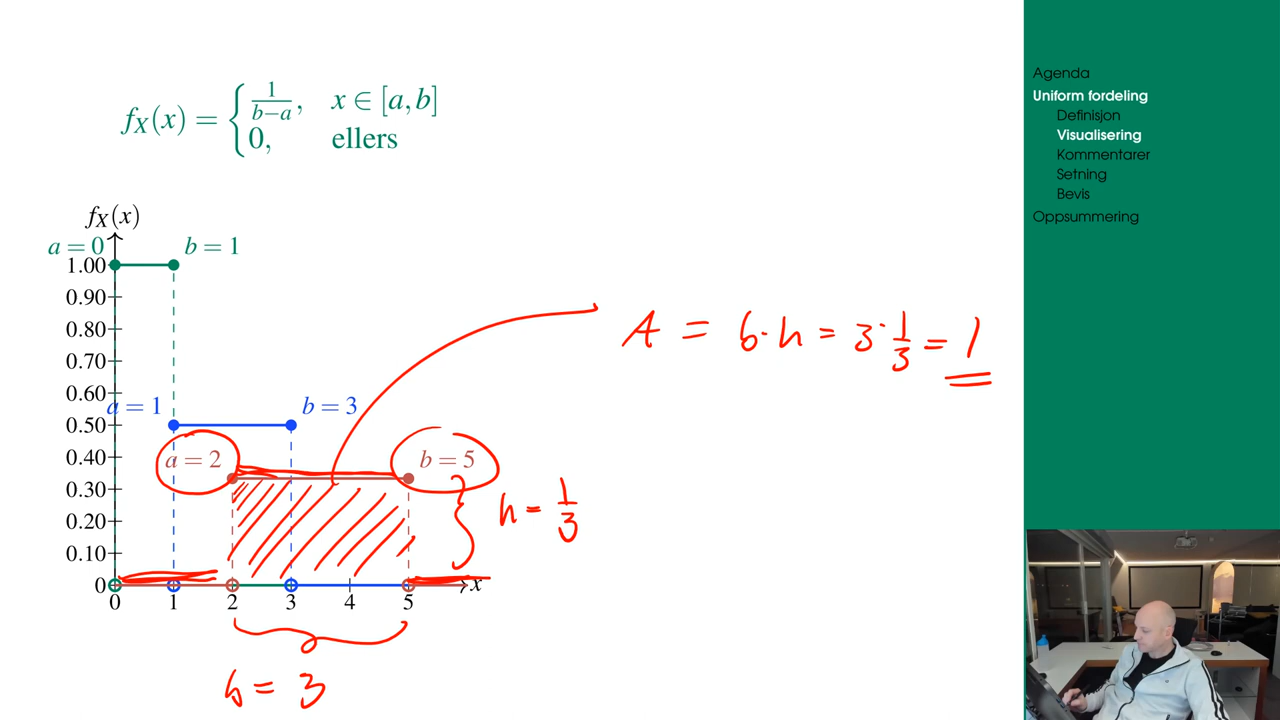 f_X(x) = { 1/(b−a), x ∈ [a, b]
0, ellers
f_X(x)
a = 0 b = 1
1.00
0.90
0.80
0.70
0.60
a = 1 b = 3
0.50
0.40
a = 2 b = 5
0.30
0.20
0.10
0
0 1 2 3 4 5 x
h = 1/3
b = 3
A = b · h = 3 · 1/3 = 1
Agenda
Uniform fordeling
Definisjon
Visualisering
Kommentarer
Setning
Bevis
Oppsummering